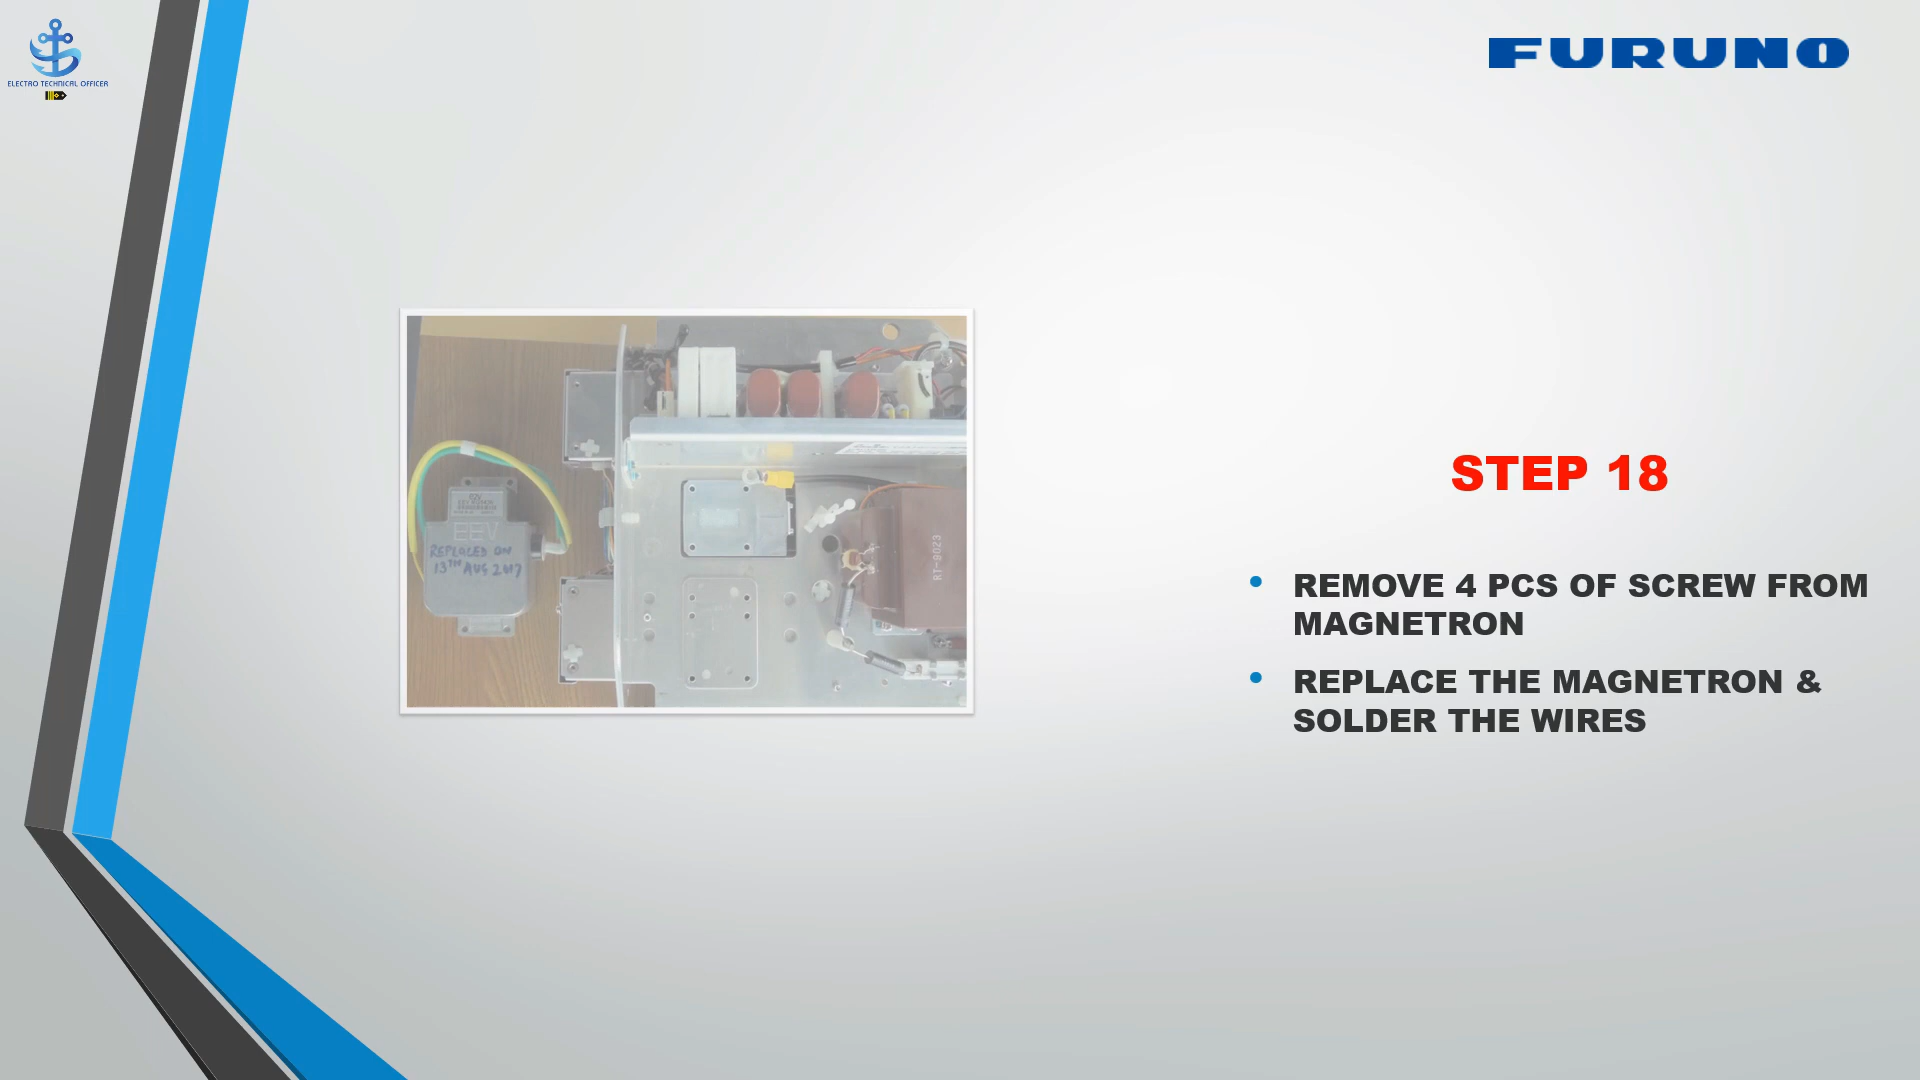 ELECTRO TECHNICAL OFFICER
FURUNO
EEV
REPLACED ON
13TH AUG 2017
RT-9023
STEP 18
• REMOVE 4 PCS OF SCREW FROM
MAGNETRON
• REPLACE THE MAGNETRON &
SOLDER THE WIRES